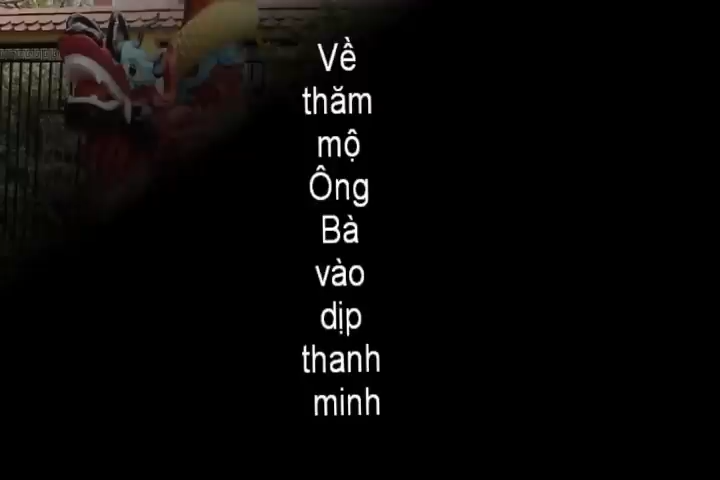 Về
thăm
mộ
Ông
Bà
vào
dịp
thanh
minh